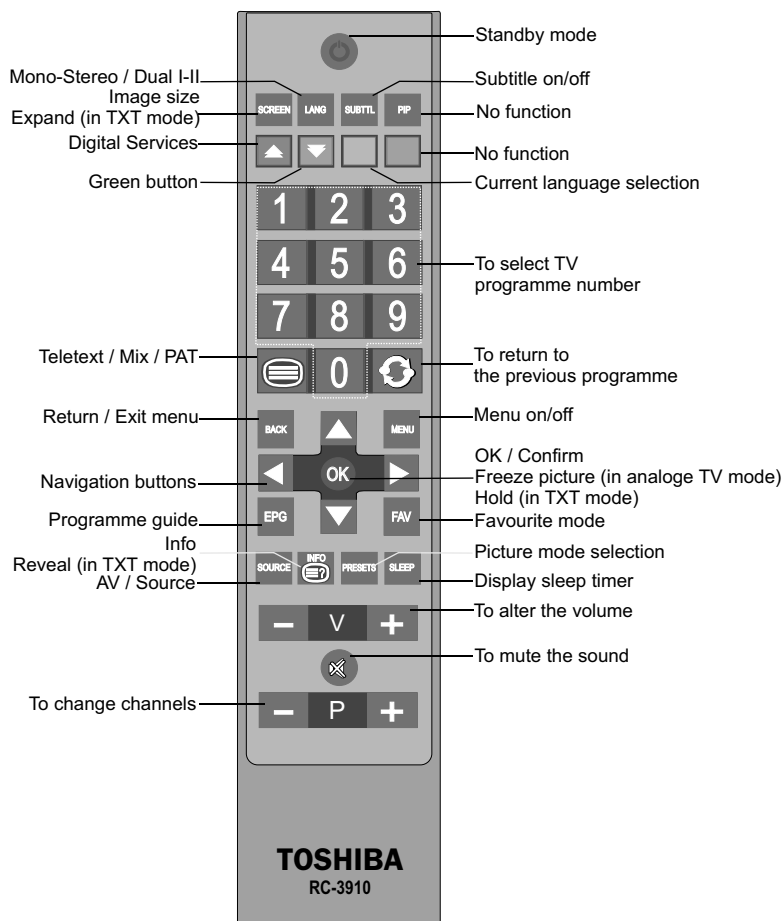 Standby mode
Mono-Stereo / Dual I-II
Image size
Expand (in TXT mode)
Subtitle on/off
No function
SCREEN LANG SUBTTL PIP
Digital Services
No function
Green button
Current language selection
1 2 3
4 5 6
To select TV
programme number
7 8 9
Teletext / Mix / PAT
0
To return to
the previous programme
Return / Exit menu
BACK
MENU
Menu on/off
OK
OK / Confirm
Freeze picture (in analoge TV mode)
Hold (in TXT mode)
Navigation buttons
Programme guide
EPG
FAV
Favourite mode
Info
Reveal (in TXT mode)
AV / Source
SOURCE INFO PRESETS SLEEP
?
Picture mode selection
Display sleep timer
To alter the volume
− V +
To mute the sound
To change channels
− P +
TOSHIBA
RC-3910